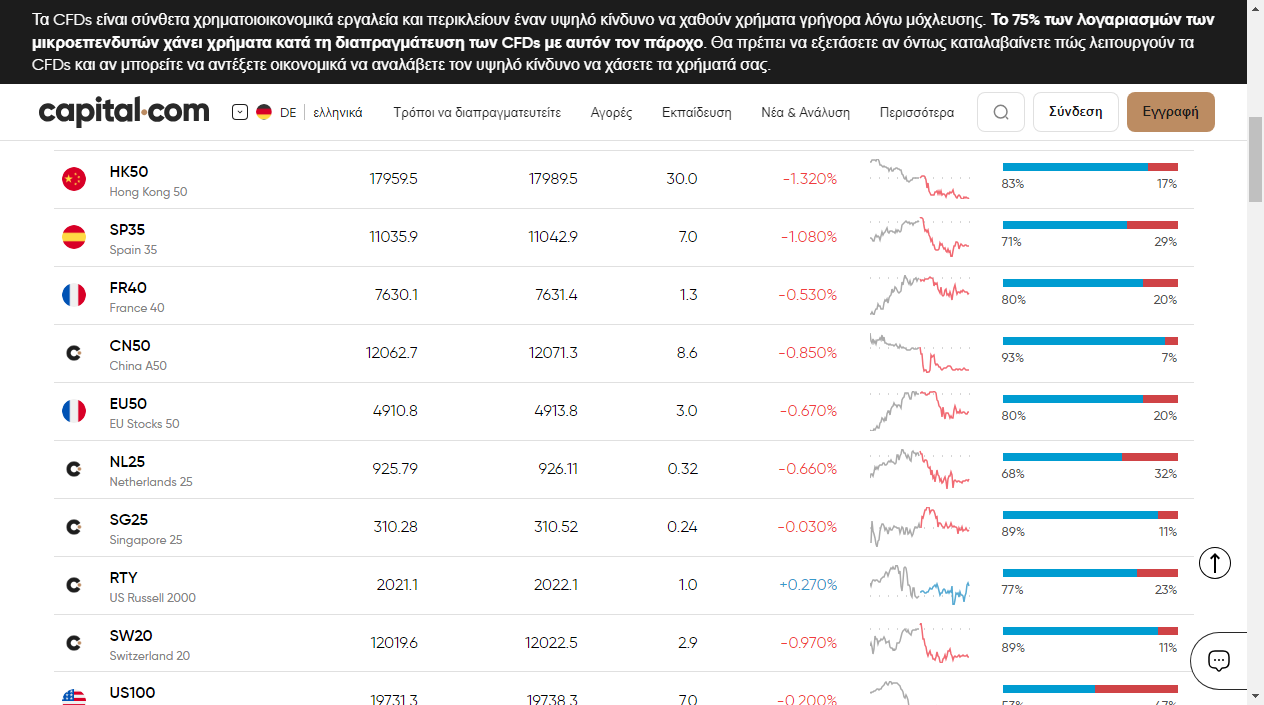 Τα CFDs είναι σύνθετα χρηματοιοικονομικά εργαλεία και περικλείουν έναν υψηλό κίνδυνο να χαθούν χρήματα γρήγορα λόγω μόχλευσης. Το 75% των λογαριασμών των
μικροεπενδυτών χάνει χρήματα κατά τη διαπραγμάτευση των CFDs με αυτόν τον πάροχο. Θα πρέπει να εξετάσετε αν όντως καταλαβαίνετε πώς λειτουργούν τα
CFDs και αν μπορείτε να αντέξετε οικονομικά να αναλάβετε τον υψηλό κίνδυνο να χάσετε τα χρήματά σας.
capital.com DE ελληνικά Τρόποι να διαπραγματευτείτε Αγορές Εκπαίδευση Νέα & Ανάλυση Περισσότερα Σύνδεση Εγγραφή
HK50 17959.5 17989.5 30.0 -1.320% 83% 17%
Hong Kong 50
SP35 11035.9 11042.9 7.0 -1.080% 71% 29%
Spain 35
FR40 7630.1 7631.4 1.3 -0.530% 80% 20%
France 40
CN50 12062.7 12071.3 8.6 -0.850% 93% 7%
China A50
EU50 4910.8 4913.8 3.0 -0.670% 80% 20%
EU Stocks 50
NL25 925.79 926.11 0.32 -0.660% 68% 32%
Netherlands 25
SG25 310.28 310.52 0.24 -0.030% 89% 11%
Singapore 25
RTY 2021.1 2022.1 1.0 +0.270% 77% 23%
US Russell 2000
SW20 12019.6 12022.5 2.9 -0.970% 89% 11%
Switzerland 20
US100 19731.3 19738.3 7.0 -0.200% 53% 47%